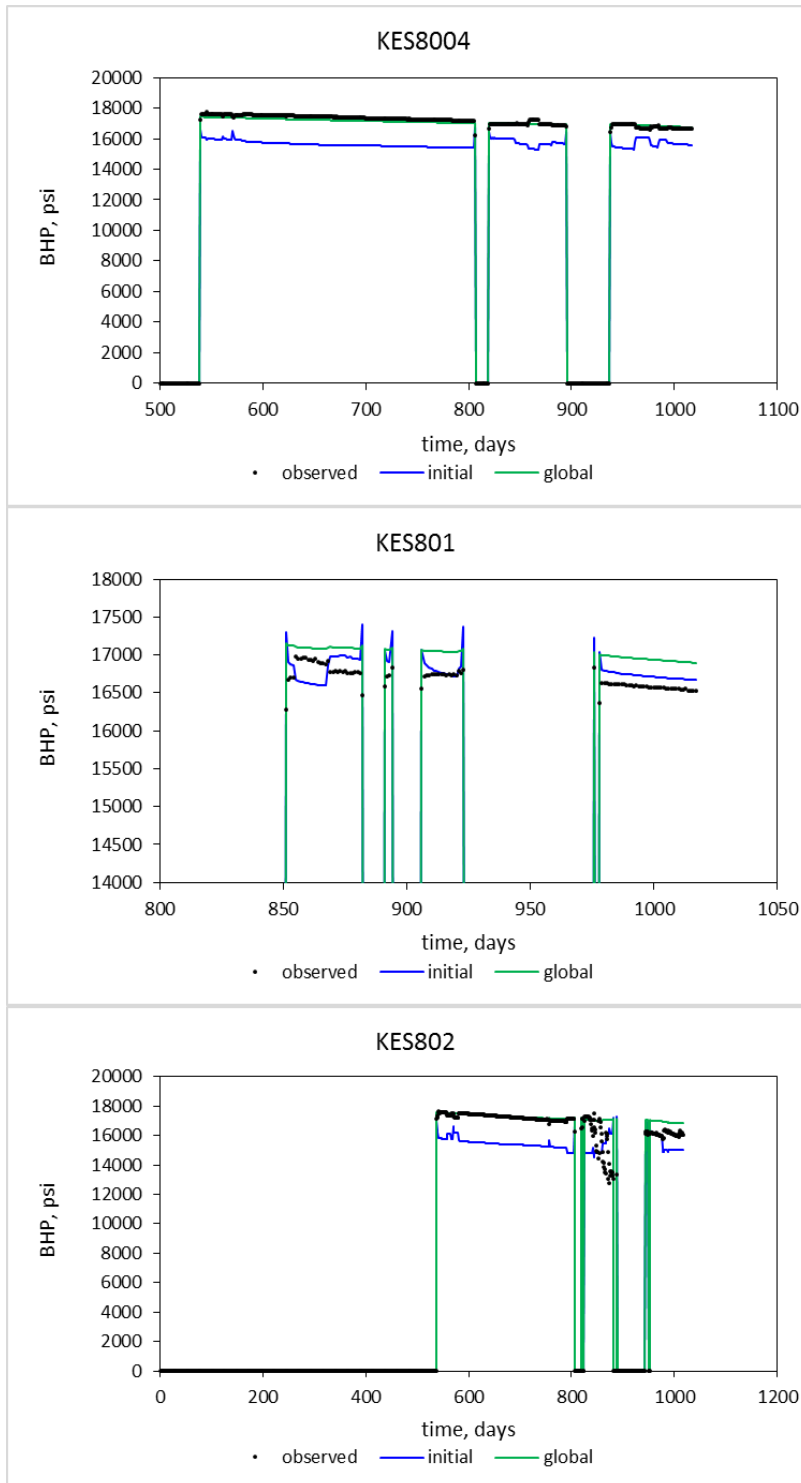 KES8004
20000
18000
16000
14000
12000
10000
8000
6000
4000
2000
0
BHP, psi
500 600 700 800 900 1000 1100
time, days
observed initial global
KES801
18000
17500
17000
16500
16000
15500
15000
14500
14000
BHP, psi
800 850 900 950 1000 1050
time, days
observed initial global
KES802
20000
18000
16000
14000
12000
10000
8000
6000
4000
2000
0
BHP, psi
0 200 400 600 800 1000 1200
time, days
observed initial global